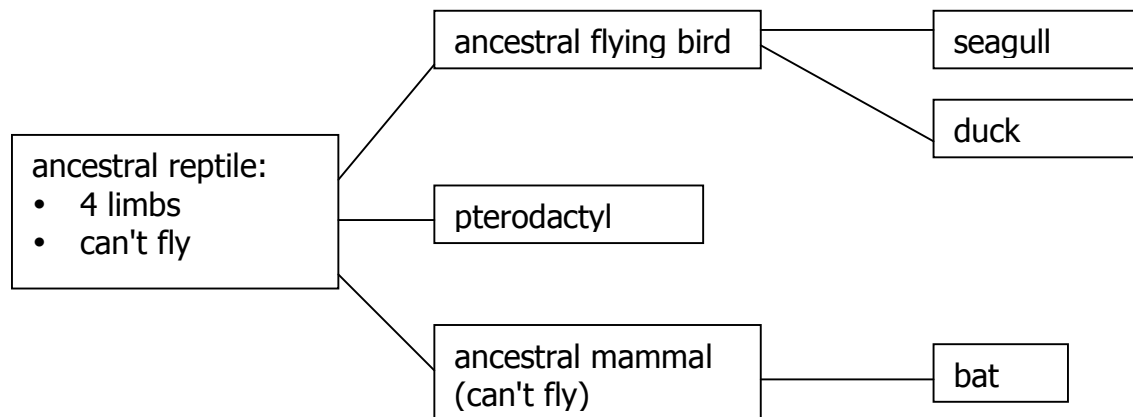 ancestral flying bird
seagull
duck
ancestral reptile:
• 4 limbs
• can't fly
pterodactyl
ancestral mammal
(can't fly)
bat